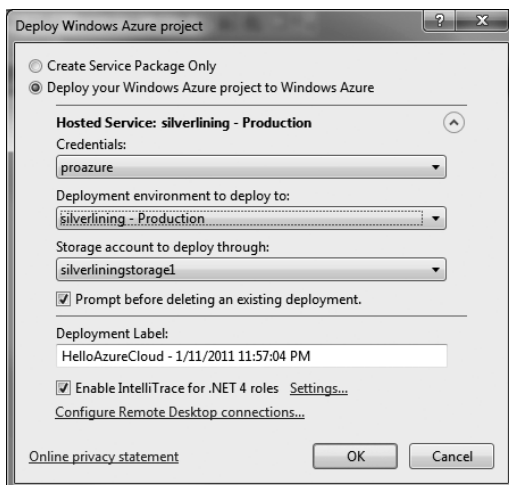 Deploy Windows Azure project
Create Service Package Only
Deploy your Windows Azure project to Windows Azure
Hosted Service: silverlining - Production
Credentials:
proazure
Deployment environment to deploy to:
silverlining - Production
Storage account to deploy through:
silverliningstorage1
Prompt before deleting an existing deployment.
Deployment Label:
HelloAzureCloud - 1/11/2011 11:57:04 PM
Enable IntelliTrace for .NET 4 roles Settings...
Configure Remote Desktop connections...
Online privacy statement OK Cancel